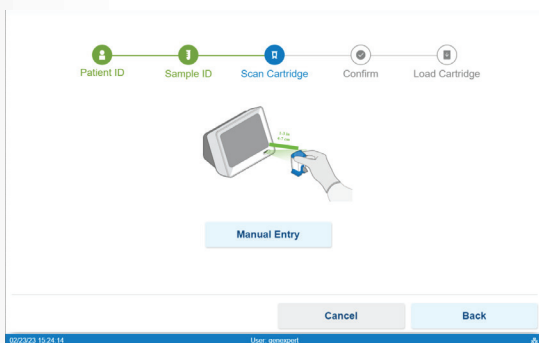 Patient ID
Sample ID
Scan Cartridge
Confirm
Load Cartridge
Manual Entry
Cancel
Back
02/23/23 15:24:14
User genexpert